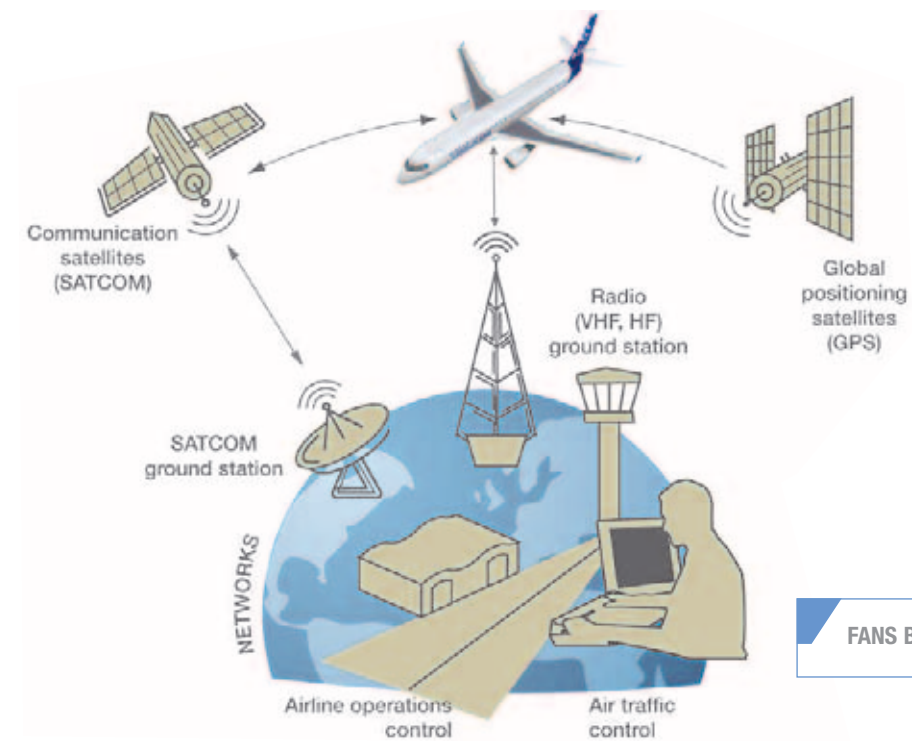 Communication
satellites
(SATCOM)
Global
positioning
satellites
(GPS)
Radio
(VHF, HF)
ground station
SATCOM
ground station
NETWORKS
FANS B
Airline operations
control
Air traffic
control